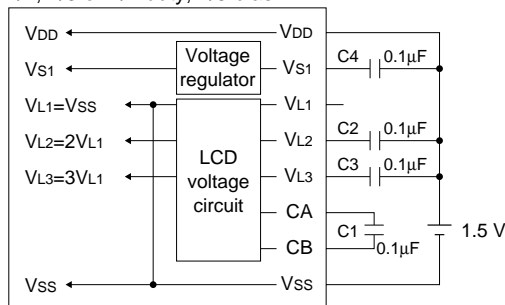 VDD VDD
Voltage regulator
VS1 VS1 C4 0.1μF
VL1=VSS VL1
VL2=2VL1 VL2 C2 0.1μF
LCD voltage circuit
VL3=3VL1 VL3 C3 0.1μF
CA
C1 0.1μF
1.5 V
CB
VSS VSS